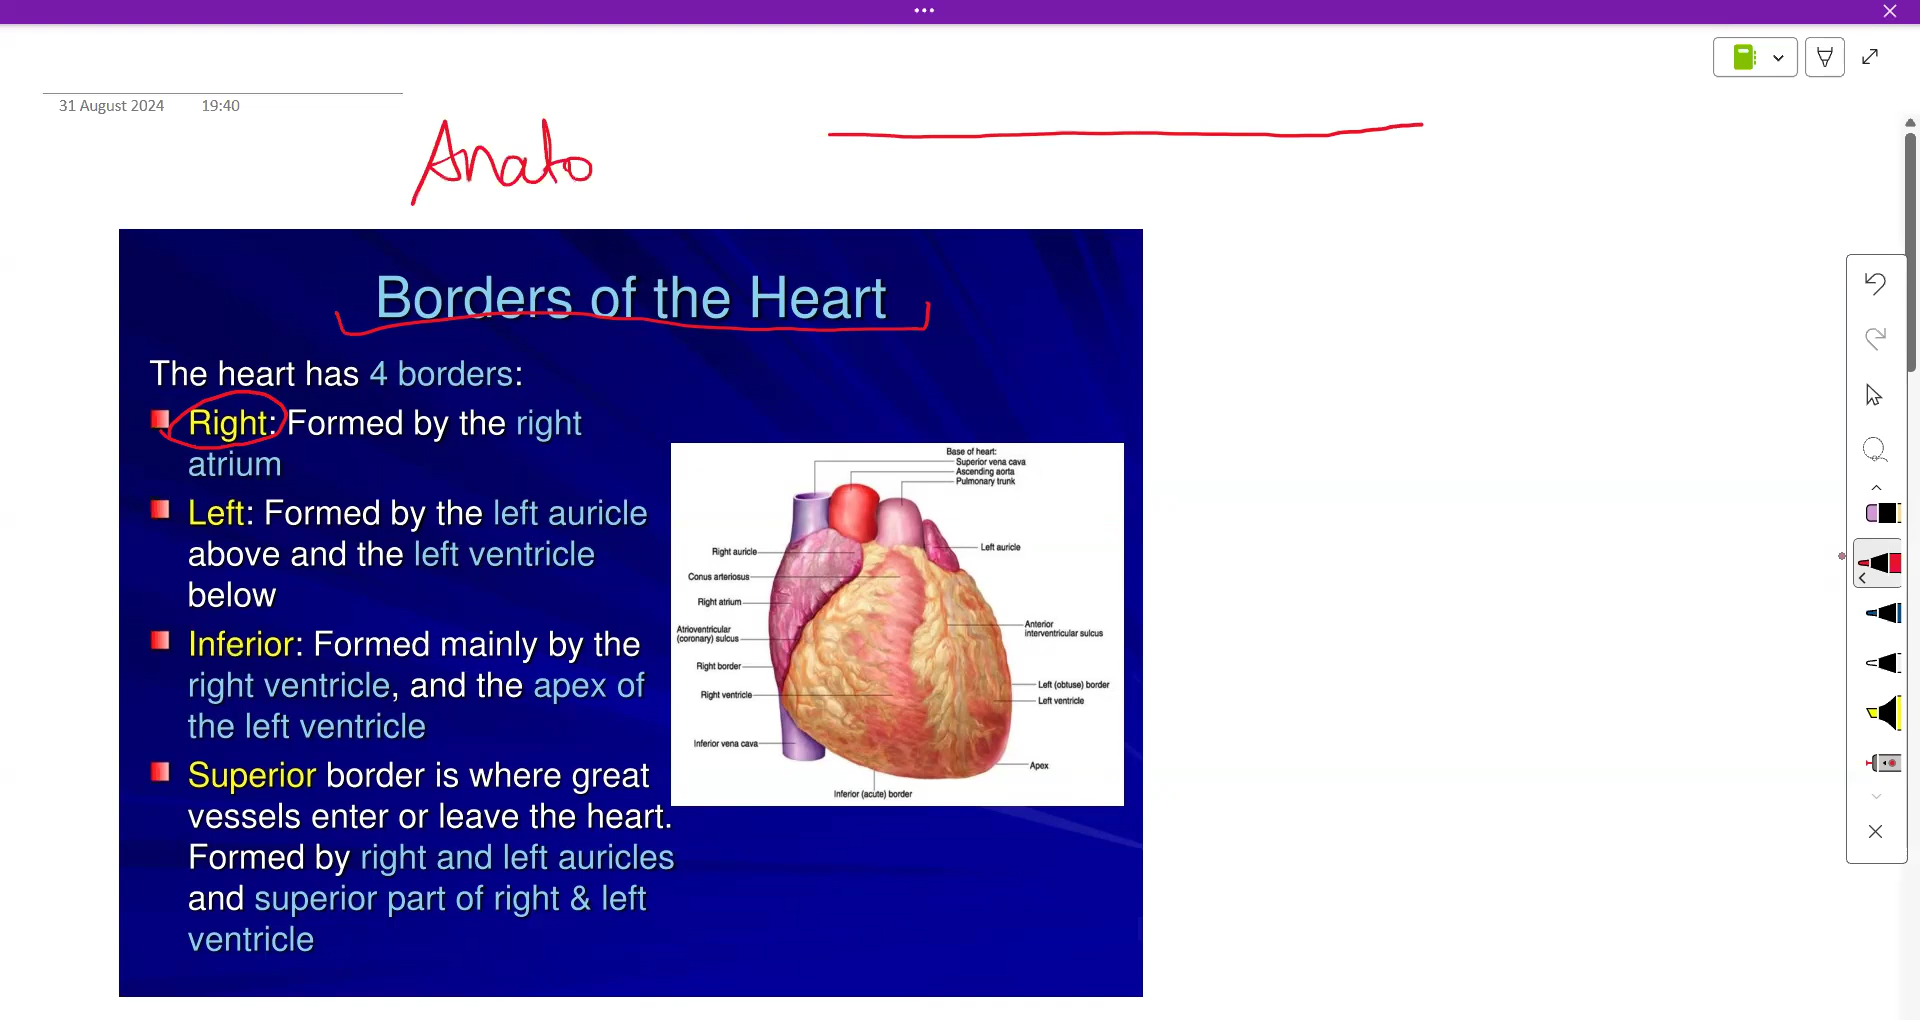 31 August 2024 19:40
Anato
Borders of the Heart
The heart has 4 borders:
Right: Formed by the right
atrium
Left: Formed by the left auricle
above and the left ventricle
below
Inferior: Formed mainly by the
right ventricle, and the apex of
the left ventricle
Superior border is where great
vessels enter or leave the heart.
Formed by right and left auricles
and superior part of right & left
ventricle
Base of heart:
Superior vena cava
Ascending aorta
Pulmonary trunk
Right auricle
Left auricle
Conus arteriosus
Right atrium
Atrioventricular
(coronary) sulcus
Anterior
interventricular sulcus
Right border
Left (obtuse) border
Right ventricle
Left ventricle
Inferior vena cava
Apex
Inferior (acute) border